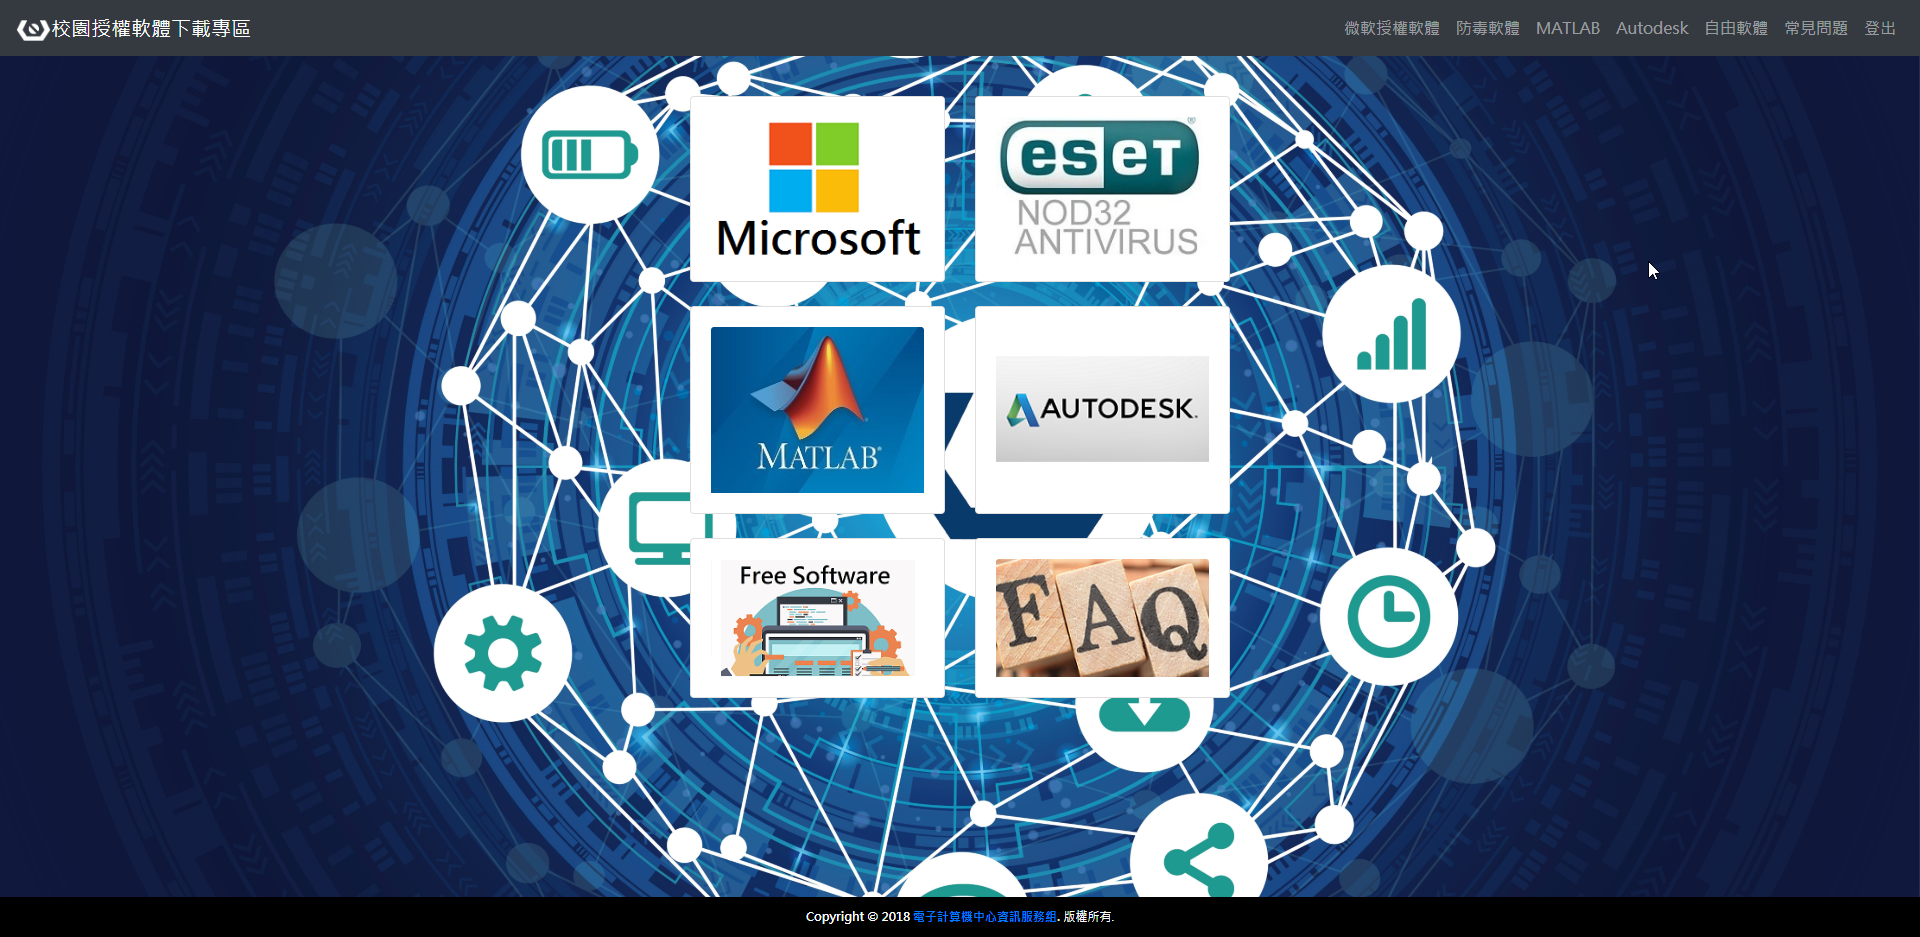 校園授權軟體下載專區
微軟授權軟體 防毒軟體 MATLAB Autodesk 自由軟體 常見問題 登出
Microsoft
eseT®
NOD32
ANTIVIRUS
MATLAB®
AUTODESK.
Free Software
FAQ
Copyright © 2018 電子計算機中心資訊服務組. 版權所有.